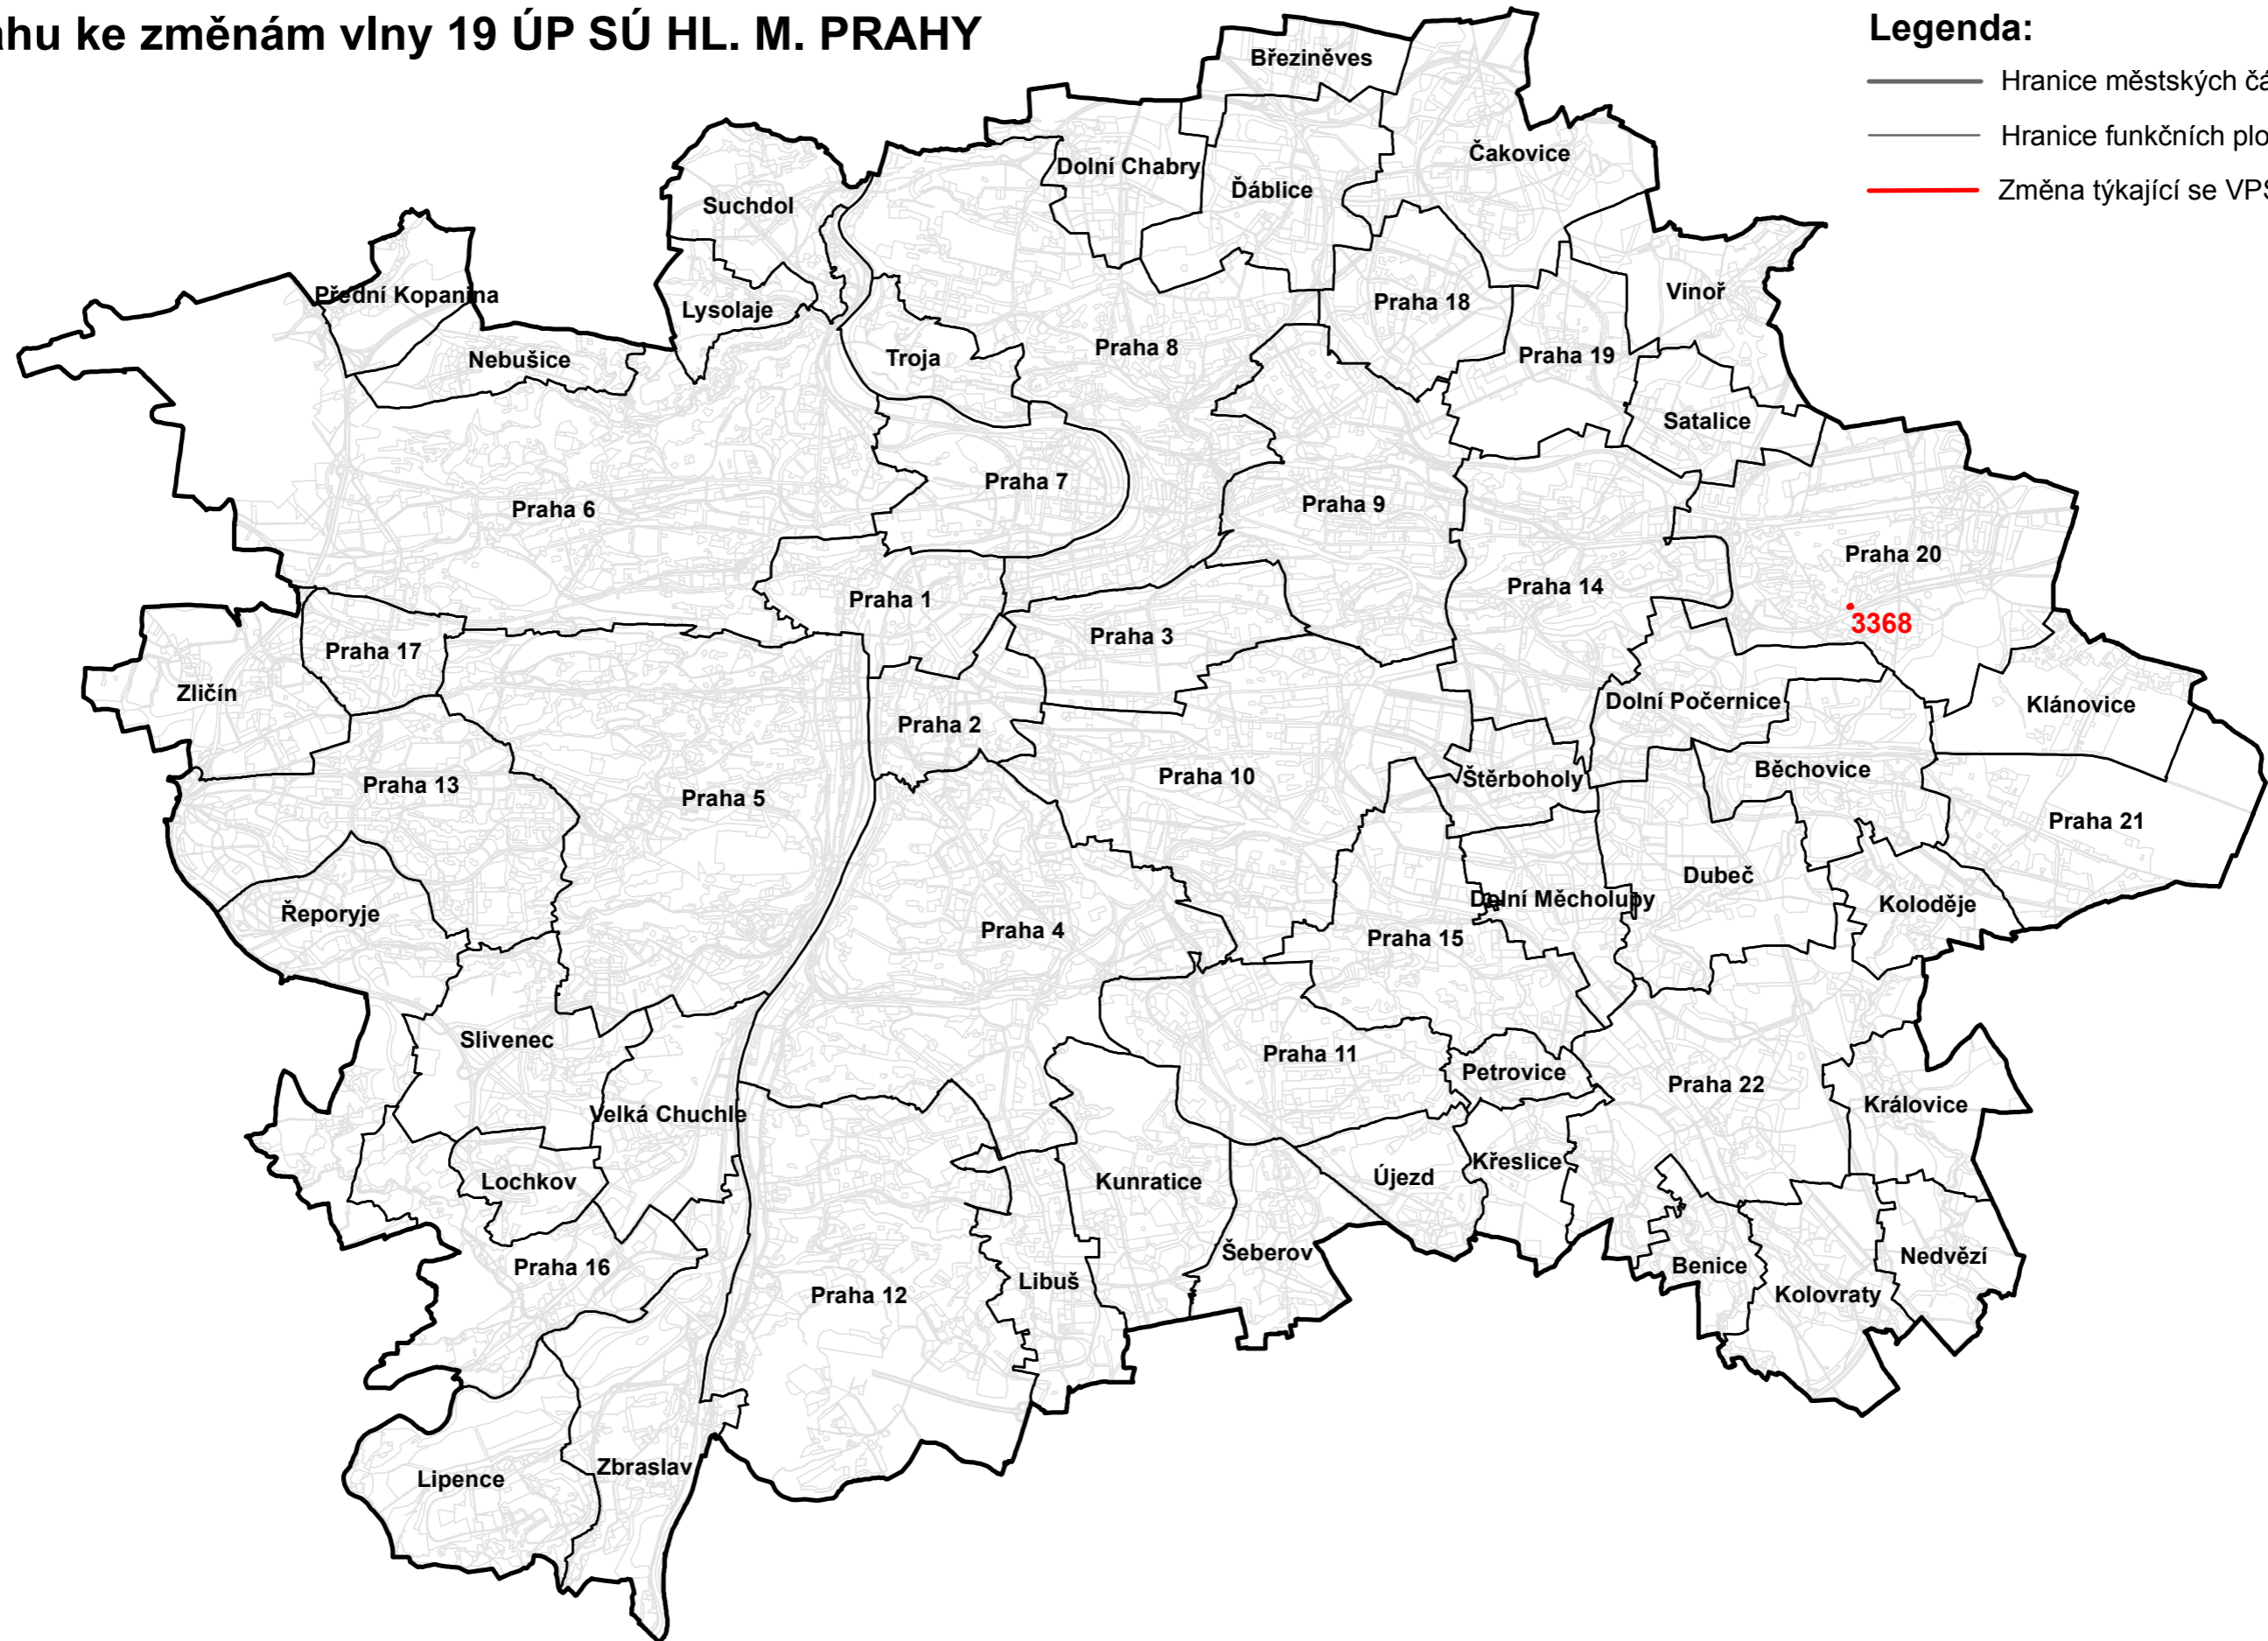 ahu ke změnám vlny 19 ÚP SÚ HL. M. PRAHY
Legenda:
Hranice městských čá
Hranice funkčních plo
Změna týkající se VPS
Březiněves
Dolní Chabry
Ďáblice
Čakovice
Suchdol
Přední Kopanina
Lysolaje
Nebušice
Troja
Praha 8
Praha 18
Praha 19
Vinoř
Satalice
Praha 6
Praha 7
Praha 9
Praha 14
Praha 20
3368
Praha 1
Praha 3
Praha 17
Zličín
Praha 2
Dolní Počernice
Klánovice
Praha 13
Praha 5
Praha 10
Štěrboholy
Běchovice
Praha 21
Řeporyje
Praha 4
Praha 15
Dolní Měcholupy
Dubeč
Koloděje
Slivenec
Praha 11
Petrovice
Praha 22
Královice
Velká Chuchle
Lochkov
Kunratice
Újezd
Křeslice
Praha 16
Praha 12
Libuš
Šeberov
Benice
Kolovraty
Nedvězí
Lipence
Zbraslav